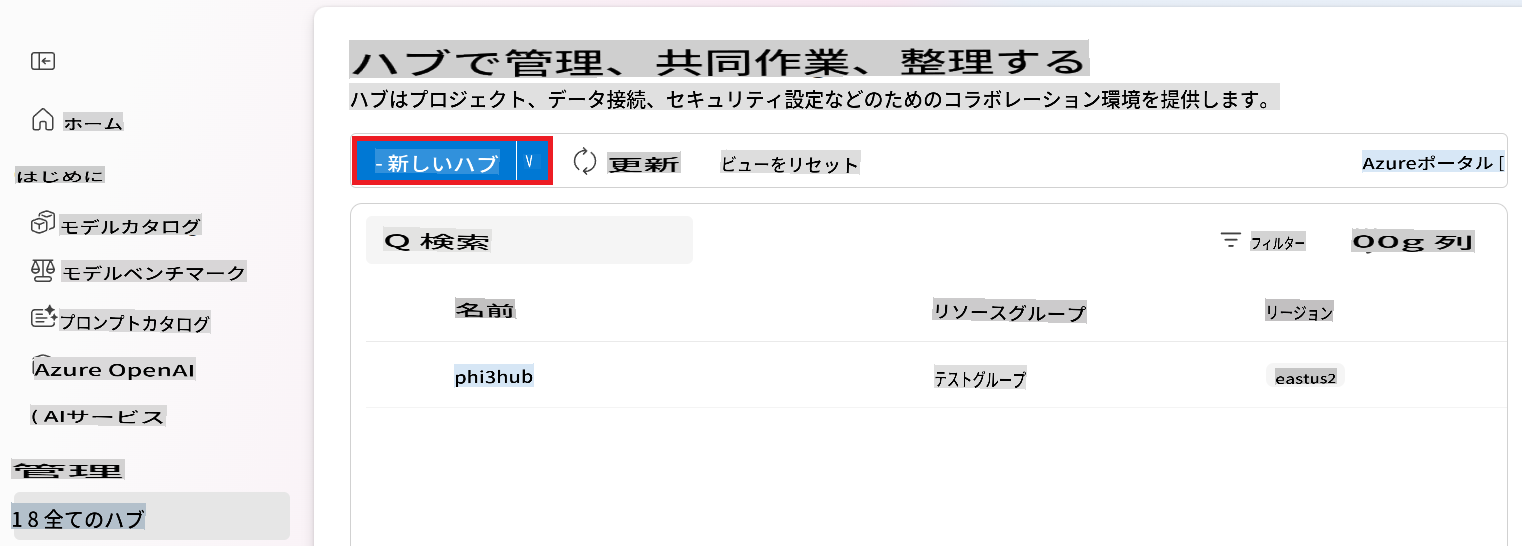 ホーム
はじめに
モデルカタログ
モデルベンチマーク
プロンプトカタログ
Azure OpenAI
( AIサービス
管理
18全てのハブ
ハブで管理、共同作業、整理する
ハブはプロジェクト、データ接続、セキュリティ設定などのためのコラボレーション環境を提供します。
-新しいハブ V 更新 ビューをリセット Azureポータル [
Q 検索 フィルター 00g 列
名前 リソースグループ リージョン
phi3hub テストグループ eastus2